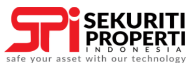 SPI SEKURITI
PROPERTI
INDONESIA
safe your asset with our technology